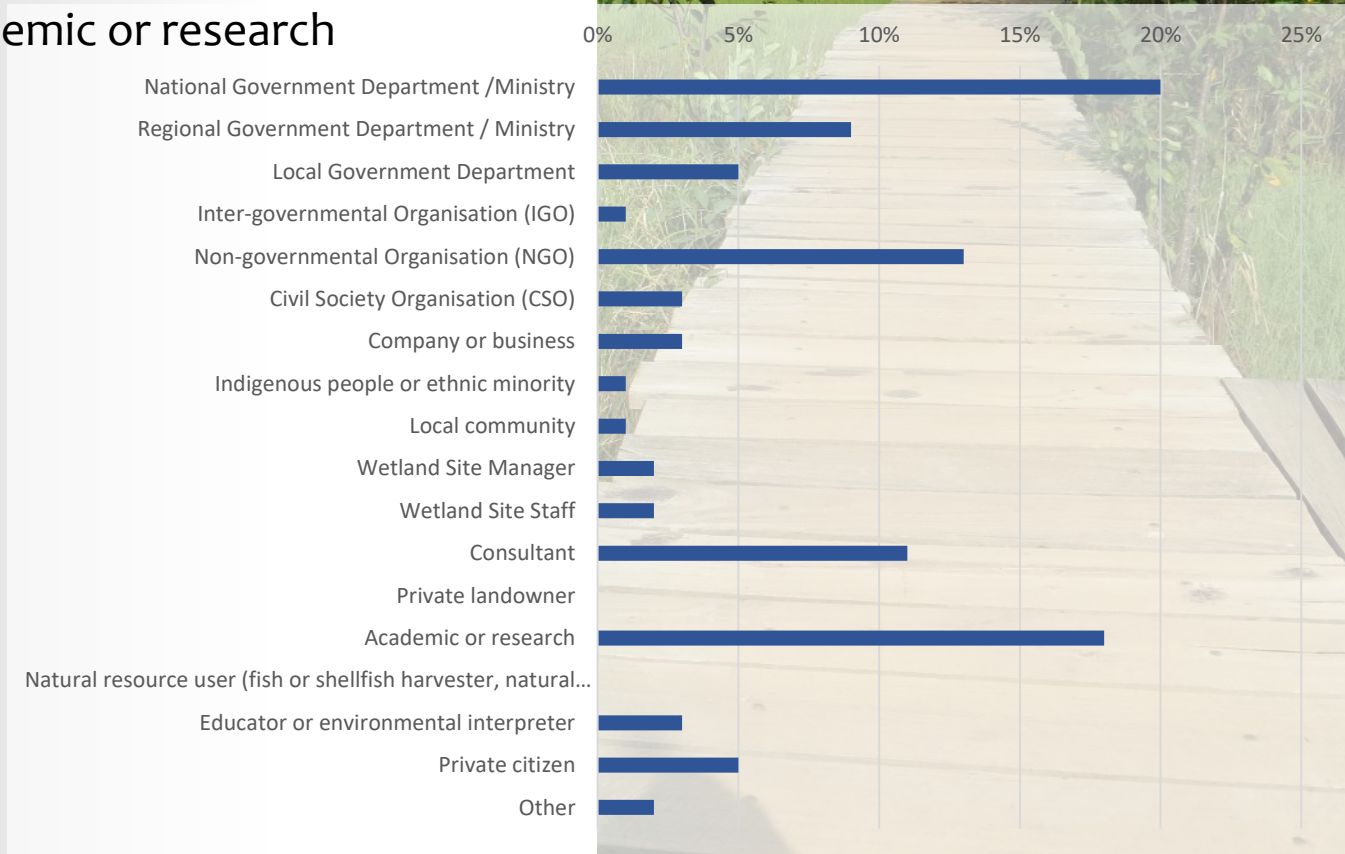 emic or research
0% 5% 10% 15% 20% 25%
National Government Department /Ministry
Regional Government Department / Ministry
Local Government Department
Inter-governmental Organisation (IGO)
Non-governmental Organisation (NGO)
Civil Society Organisation (CSO)
Company or business
Indigenous people or ethnic minority
Local community
Wetland Site Manager
Wetland Site Staff
Consultant
Private landowner
Academic or research
Natural resource user (fish or shellfish harvester, natural...
Educator or environmental interpreter
Private citizen
Other